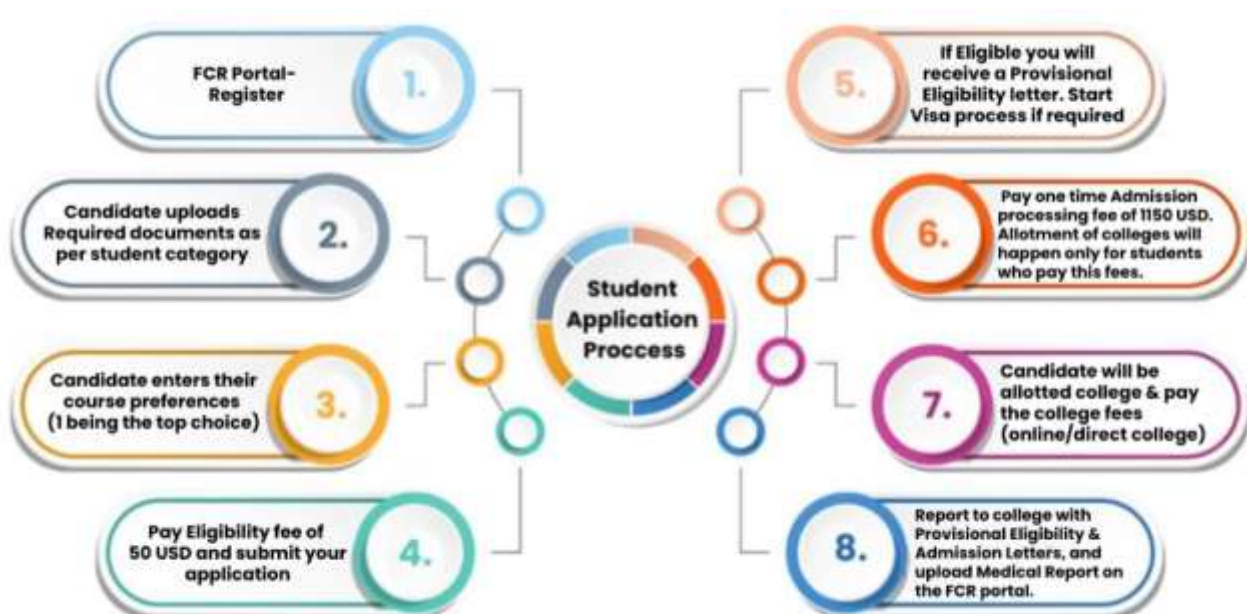 FCR Portal-
Register
1.
Candidate uploads
Required documents as
per student category
2.
Candidate enters their
course preferences
(1 being the top choice)
3.
Pay Eligibility fee of
50 USD and submit your
application
4.
Student
Application
Proccess
5.
If Eligible you will
receive a Provisional
Eligibility letter. Start
Visa process if required
6.
Pay one time Admission
processing fee of 1150 USD.
Allotment of colleges will
happen only for students
who pay this fees.
7.
Candidate will be
allotted college & pay
the college fees
(online/direct college)
8.
Report to college with
Provisional Eligibility &
Admission Letters, and
upload Medical Report on
the FCR portal.